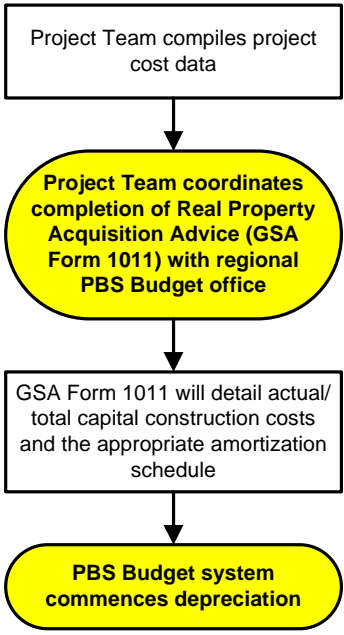 Project Team compiles project
cost data
Project Team coordinates
completion of Real Property
Acquisition Advice (GSA
Form 1011) with regional
PBS Budget office
GSA Form 1011 will detail actual/
total capital construction costs
and the appropriate amortization
schedule
PBS Budget system
commences depreciation